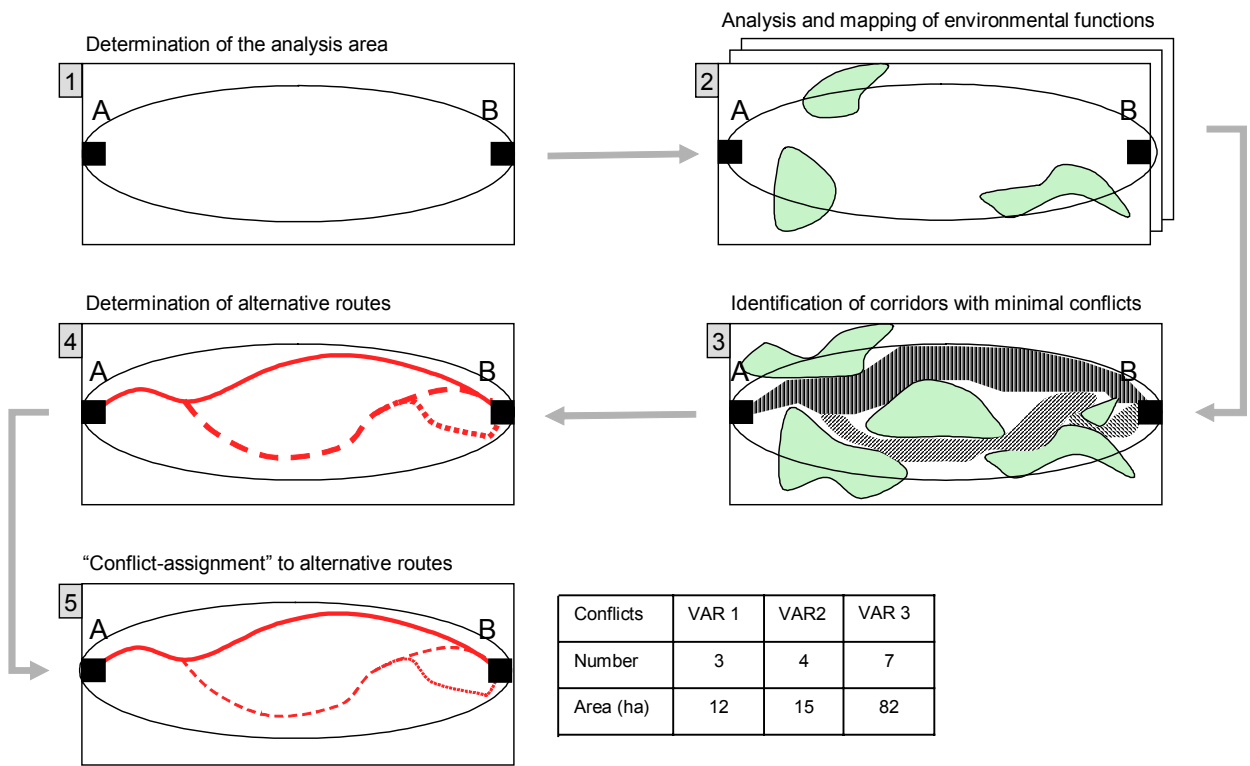 Determination of the analysis area
1
A
B
Analysis and mapping of environmental functions
2
A
B
Identification of corridors with minimal conflicts
3
A
B
Determination of alternative routes
4
A
B
“Conflict-assignment” to alternative routes
5
A
B
Conflicts VAR 1 VAR2 VAR 3
Number 3 4 7
Area (ha) 12 15 82